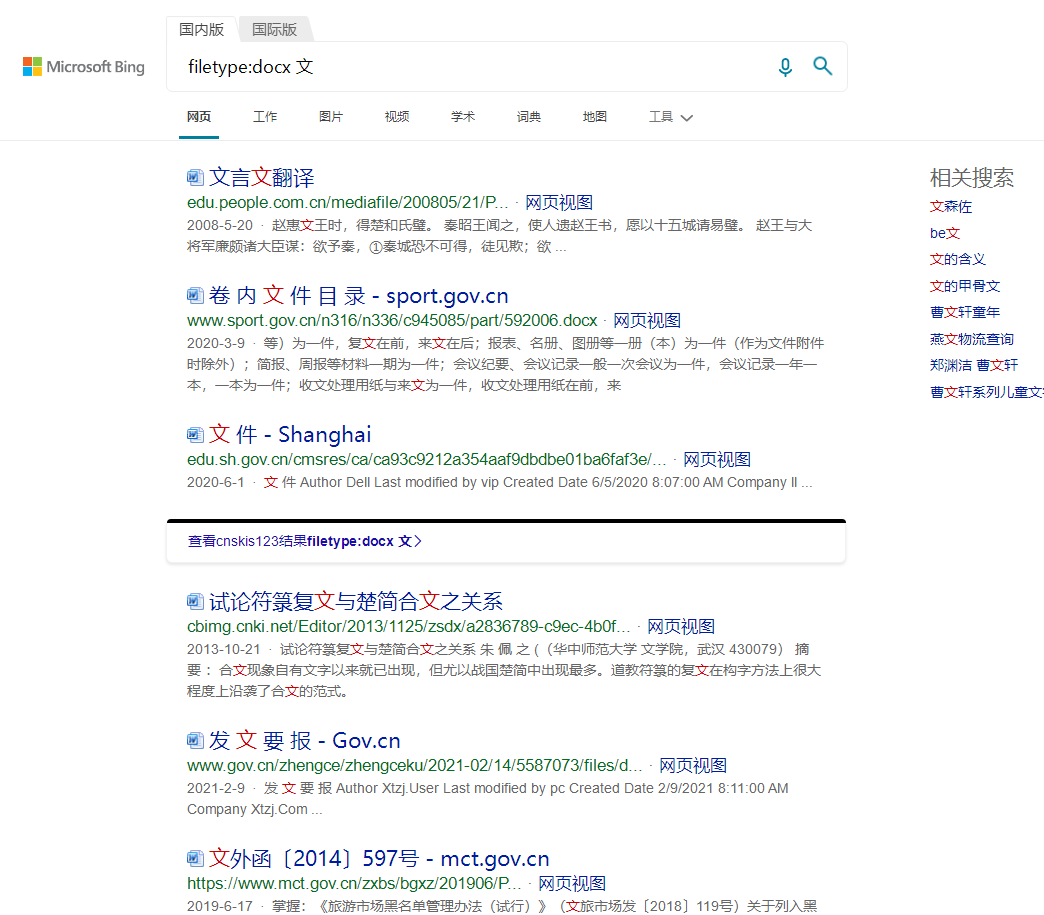 国内版 国际版
Microsoft Bing
filetype:docx 文
网页 工作 图片 视频 学术 词典 地图 工具
文言文翻译
edu.people.com.cn/mediafile/200805/21/P... · 网页视图
2008-5-20 · 赵惠文王时，得楚和氏璧。 秦昭王闻之，使人遗赵王书，愿以十五城请易璧。 赵王与大
将军廉颇诸大臣谋：欲予秦，①秦城恐不可得，徒见欺；欲 ...
卷 内 文 件 目 录 - sport.gov.cn
www.sport.gov.cn/n316/n336/c945085/part/592006.docx · 网页视图
2020-3-9 · 等）为一件，复文在前，来文在后；报表、名册、图册等一册（本）为一件（作为文件附件
时除外）；简报、周报等材料一期为一件；会议纪要、会议记录一般一次会议为一件，会议记录一年一
本，一本为一件；收文处理用纸与来文为一件，收文处理用纸在前，来
文 件 - Shanghai
edu.sh.gov.cn/cmsres/ca/ca93c9212a354aaf9dbdbe01ba6faf3e/... · 网页视图
2020-6-1 · 文 件 Author Dell Last modified by vip Created Date 6/5/2020 8:07:00 AM Company ll ...
查看cnskis123结果filetype:docx 文
试论符箓复文与楚简合文之关系
cbimg.cnki.net/Editor/2013/1125/zsdx/a2836789-c9ec-4b0f... · 网页视图
2013-10-21 · 试论符箓复文与楚简合文之关系 朱 佩 之 (（华中师范大学 文学院，武汉 430079） 摘
要 ：合文现象自有文字以来就已出现，但尤以战国楚简中出现最多。道教符箓的复文在构字方法上很大
程度上沿袭了合文的范式。
发 文 要 报 - Gov.cn
www.gov.cn/zhengce/zhengceku/2021-02/14/5587073/files/d... · 网页视图
2021-2-9 · 发 文 要 报 Author Xtzj.User Last modified by pc Created Date 2/9/2021 8:11:00 AM
Company Xtzj.Com ...
文外函〔2014〕597号 - mct.gov.cn
https://www.mct.gov.cn/zxbs/bgxz/201906/P... · 网页视图
2019-6-17 · 掌握：《旅游市场黑名单管理办法（试行）》（文旅市场发〔2018〕119号）关于列入黑
相关搜索
文森佐
be文
文的含义
文的甲骨文
曹文轩童年
燕文物流查询
郑渊洁 曹文轩
曹文轩系列儿童文